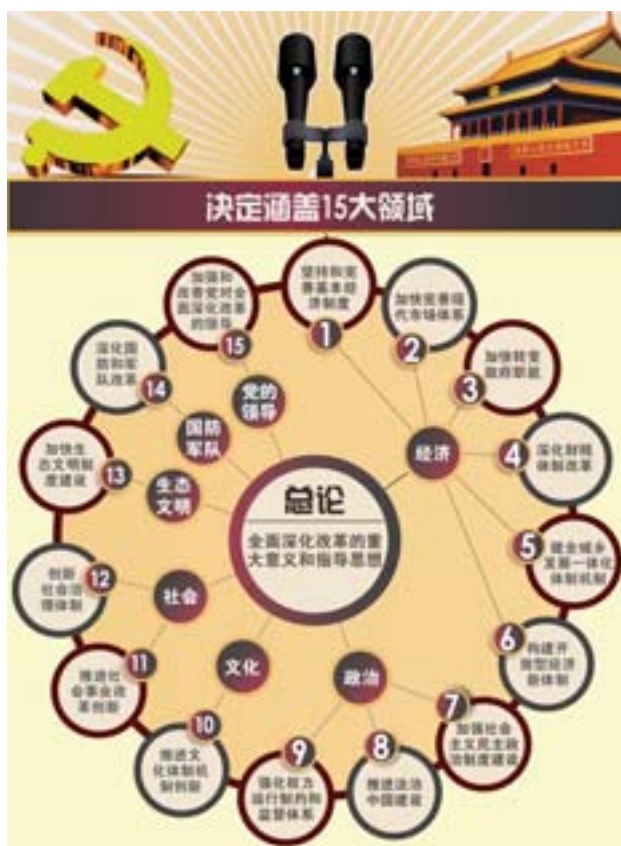 决定涵盖15大领域
坚持和完
善基本经
济制度
1
加快完善现
代市场体系
2
加快转变
政府职能
3
深化财税
体制改革
4
健全城乡
发展一体化
体制机制
5
构建开
放型经济
新体制
6
加强社会
主义民主政
治制度建设
7
推进法治
中国建设
8
强化权力
运行制约和
监督体系
9
推进文
化体制机
制创新
10
推进社
会事业改
革创新
11
创新
社会治
理体制
12
加快生
态文明制
度建设
13
深化国
防和军
队改革
14
加强和
改善党对全
面深化改革
的领导
15
党的
领导
国防
军队
生态
文明
社会
文化
政治
经济
总论
全面深化改革的重
大意义和指导思想